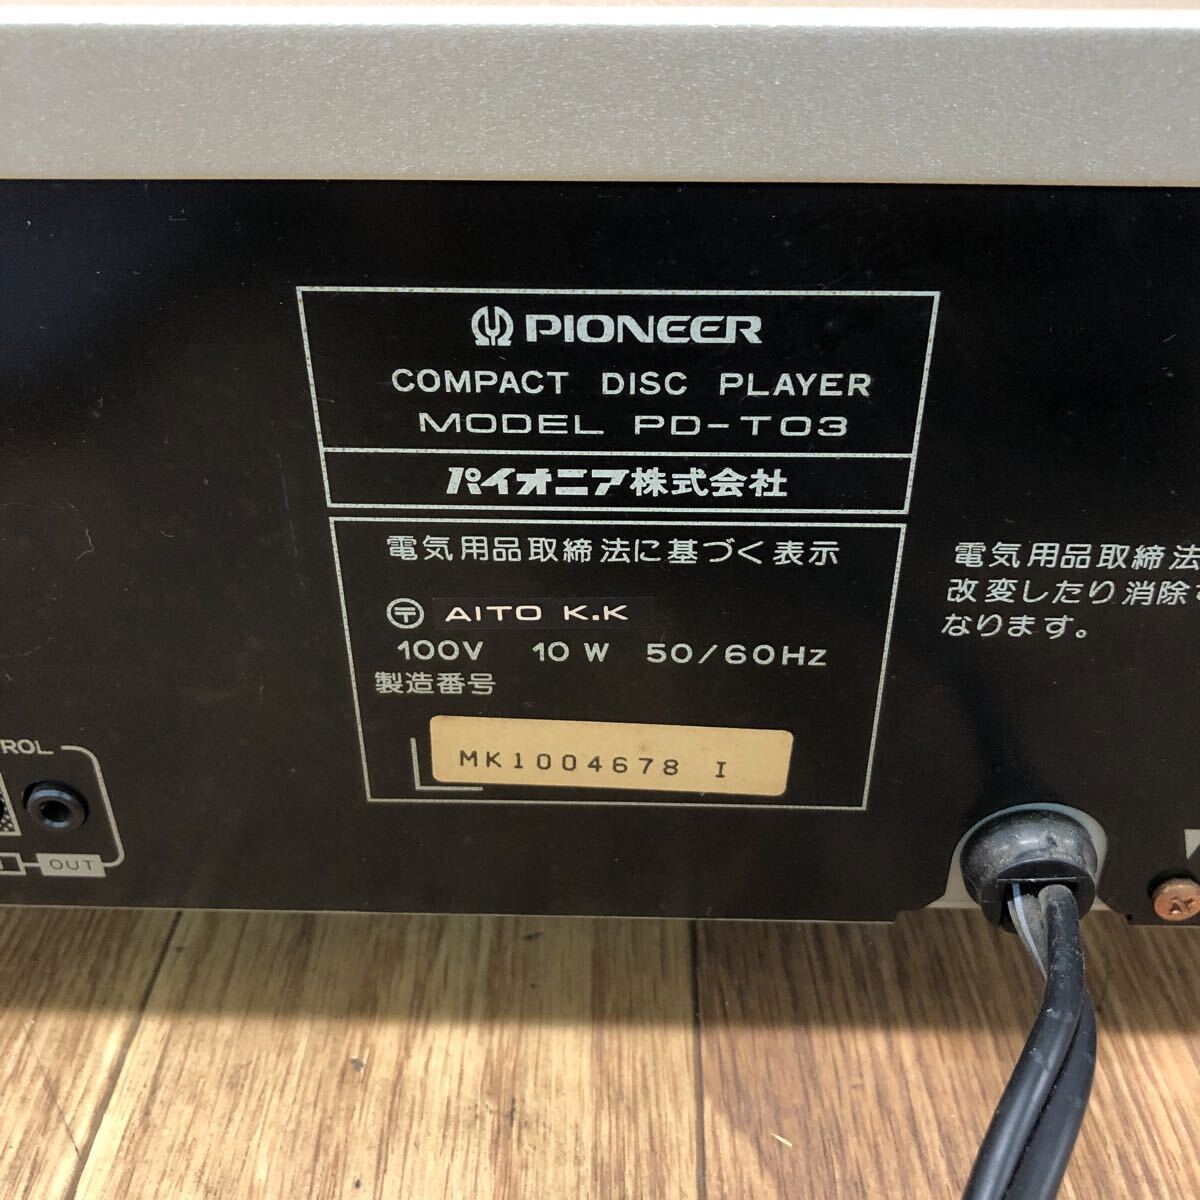 PIONEER
COMPACT DISC PLAYER
MODEL PD-T03
パイオニア株式会社
電気用品取締法に基づく表示
〒 AITO K.K
100V 10W 50/60Hz
製造番号
MK1004678 I
電気用品取締法
改変したり消除
なります。
ROL
OUT